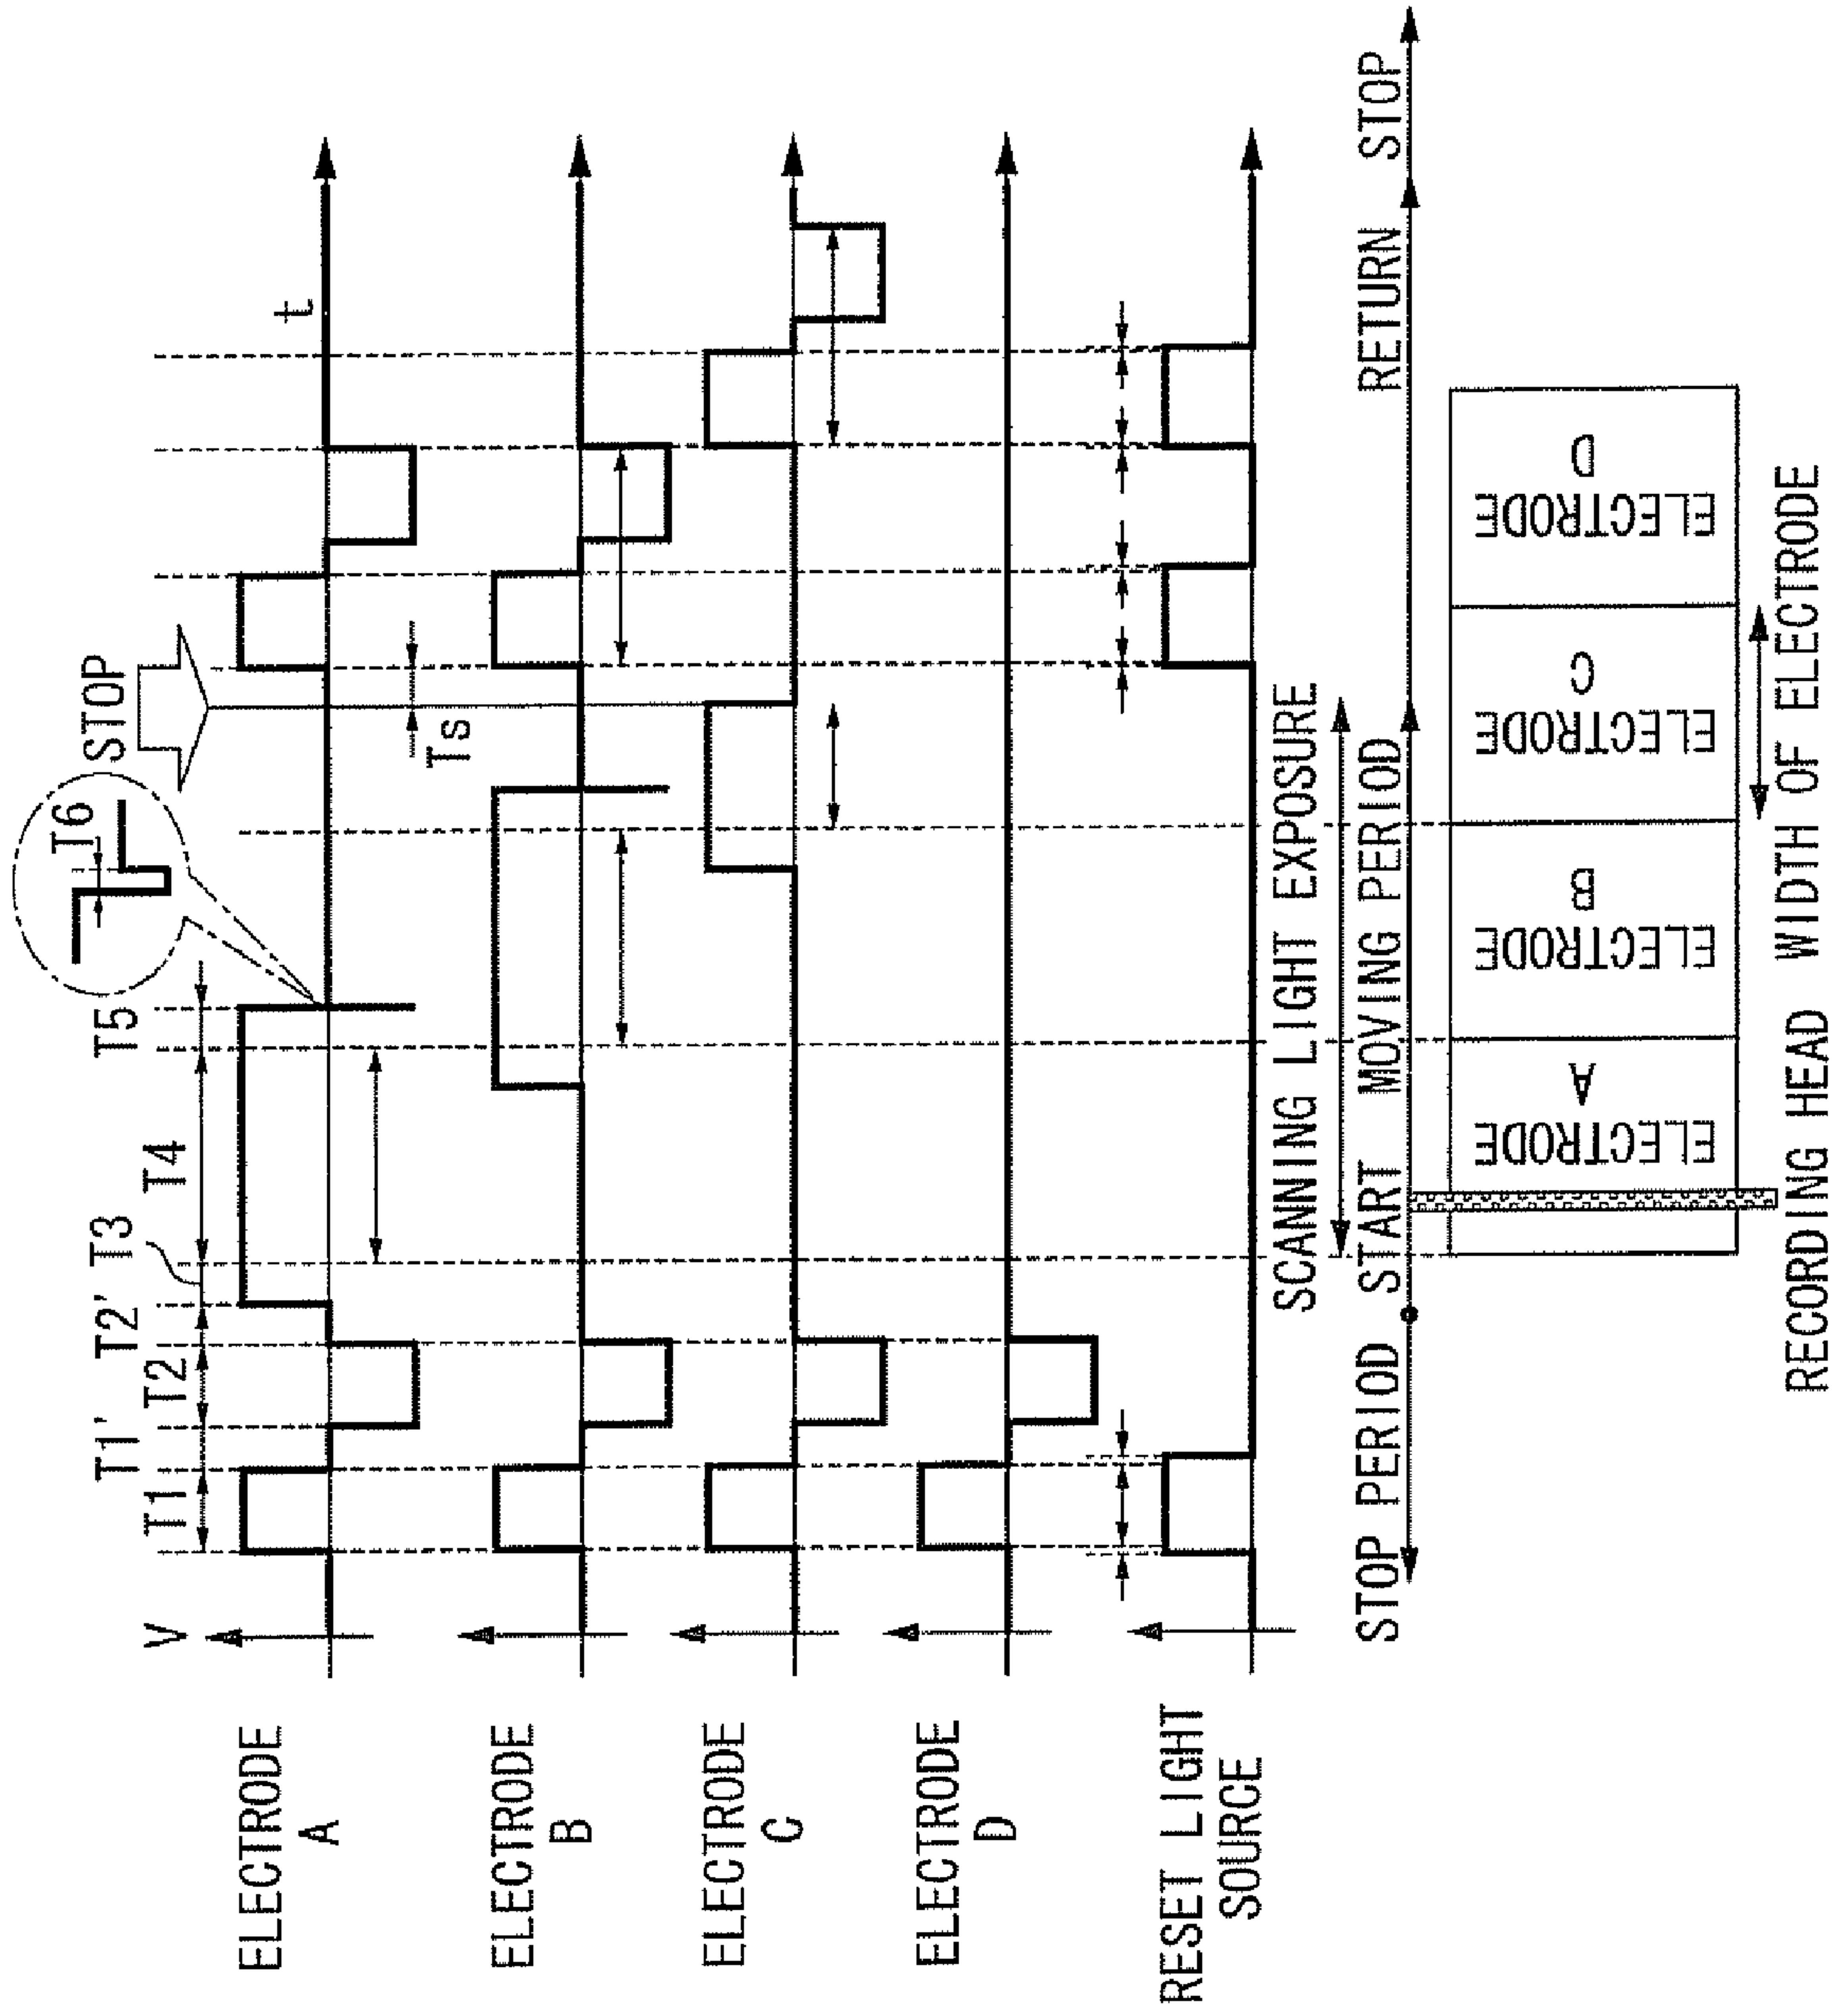 V
T1
T1'
T2
T2'
T3
T4
T5
T6
STOP
t
ELECTRODE
A
Ts
ELECTRODE
B
ELECTRODE
C
ELECTRODE
D
RESET LIGHT
SOURCE
SCANNING LIGHT EXPOSURE
STOP PERIOD
START
MOVING PERIOD
RETURN
STOP
ELECTRODE
A
ELECTRODE
B
ELECTRODE
C
ELECTRODE
D
RECORDING HEAD
WIDTH OF ELECTRODE